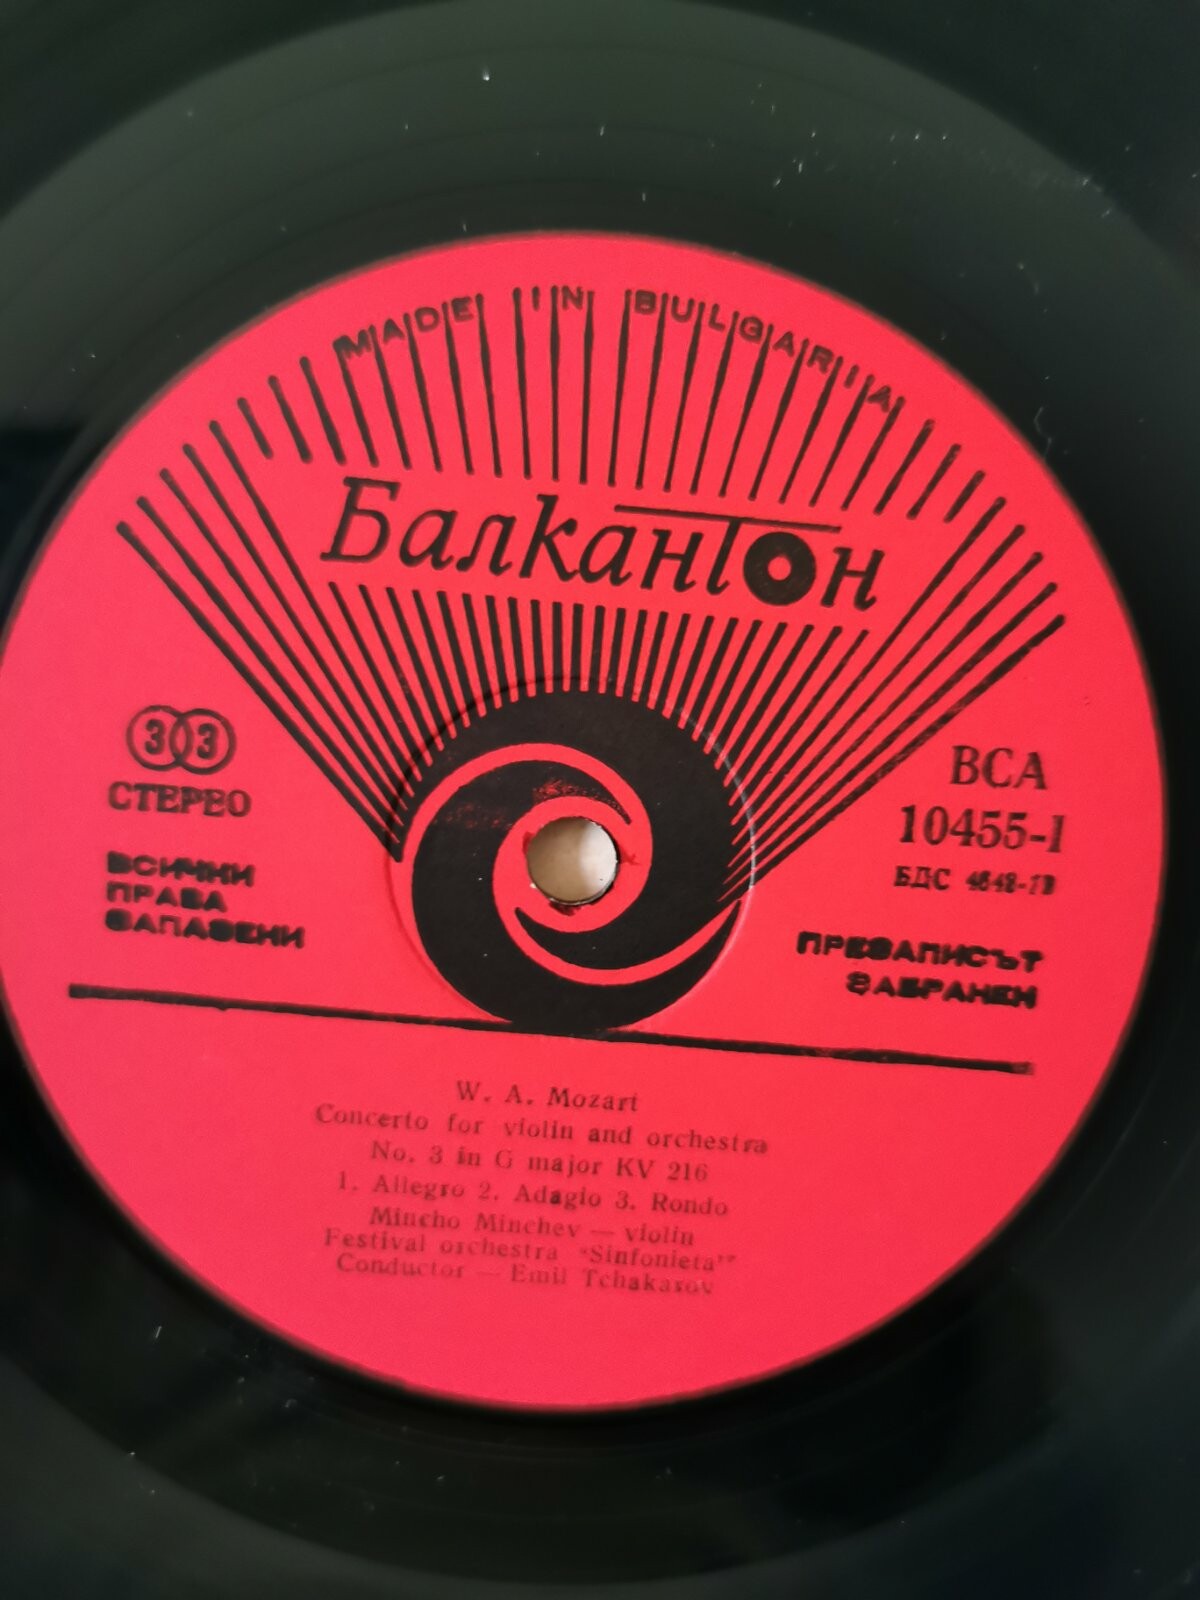 MADE IN BULGARIA
Балкантон
33
СТЕРЕО
ВСИЧКИ
ПРАВА
ЗАПАЗЕНИ
ВСА
10455-I
БДС
ПРЕЗАПИСЪТ
ЗАБРАНЕН
W. A. Mozart
Concerto for violin and orchestra
No. 3 in G major KV 216
1. Allegro 2. Adagio 3. Rondo
Mincho Minchev — violin
Festival orchestra "Sinfonieta"
Conductor — Emil Tchakarov